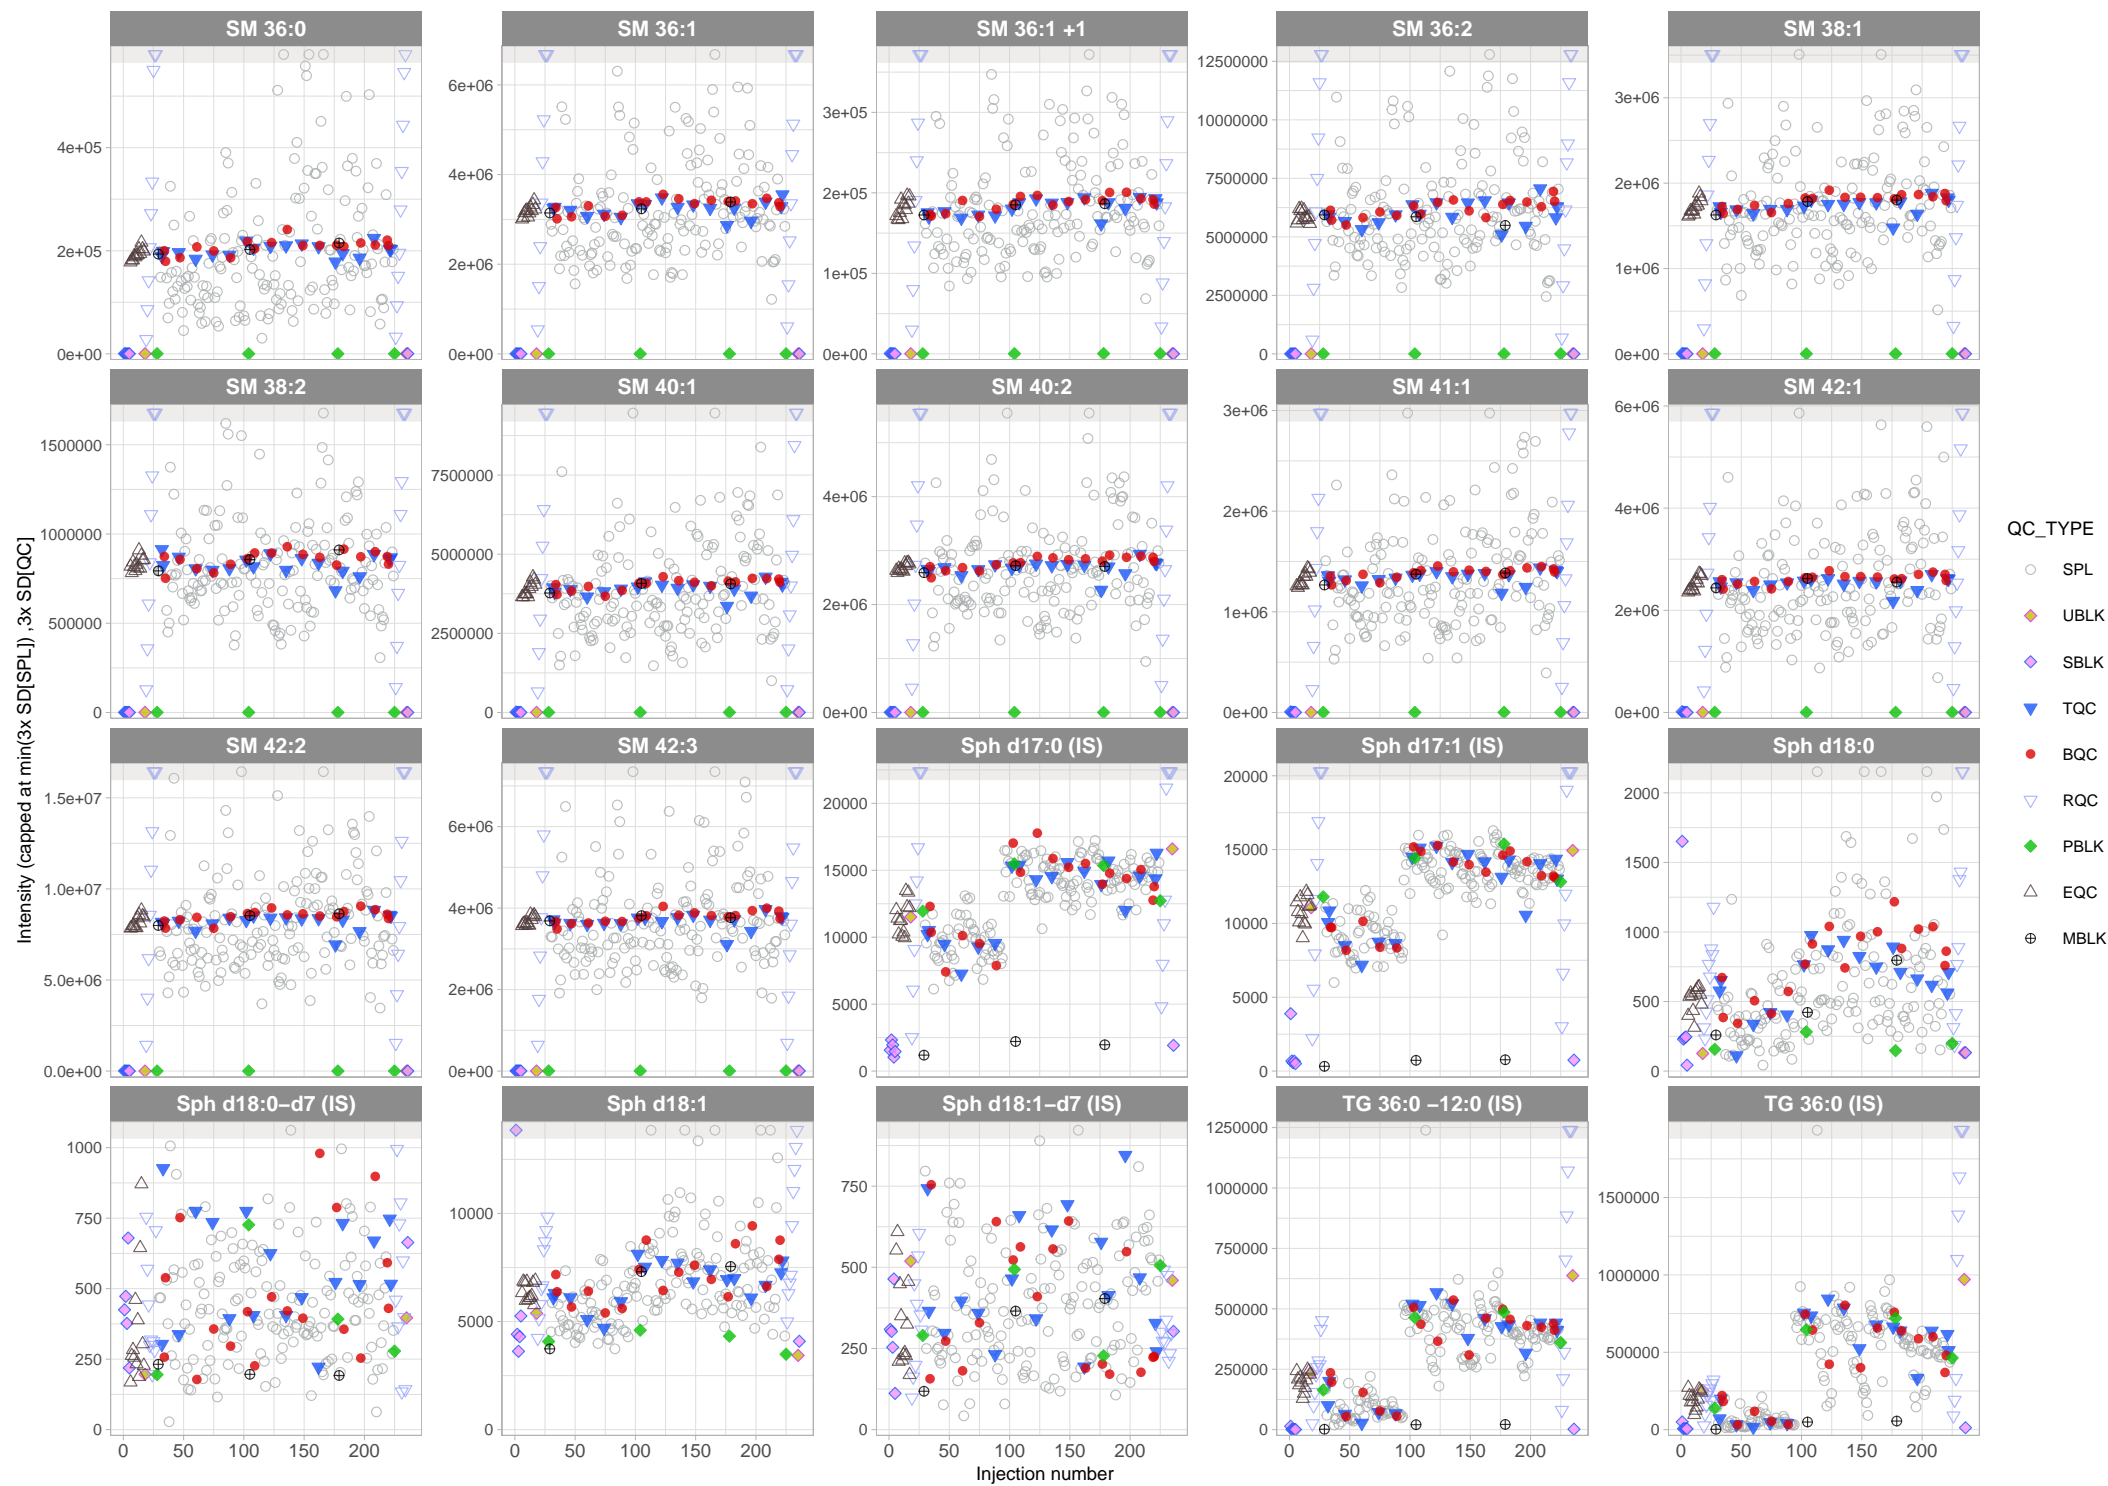 SM 36:0 SM 36:1 SM 36:1 +1 SM 36:2 SM 38:1
4e+05 2e+05 0e+00
6e+06 4e+06 2e+06 0e+00
3e+05 2e+05 1e+05 0e+00
12500000 10000000 7500000 5000000 2500000 0
3e+06 2e+06 1e+06 0e+00
SM 38:2 SM 40:1 SM 40:2 SM 41:1 SM 42:1
1500000 1000000 500000 0
7500000 5000000 2500000 0
4e+06 2e+06 0e+00
3e+06 2e+06 1e+06 0e+00
6e+06 4e+06 2e+06 0e+00
SM 42:2 SM 42:3 Sph d17:0 (IS) Sph d17:1 (IS) Sph d18:0
1.5e+07 1.0e+07 5.0e+06 0.0e+00
6e+06 4e+06 2e+06 0e+00
20000 15000 10000 5000 0
20000 15000 10000 5000 0
2000 1500 1000 500 0
Sph d18:0−d7 (IS) Sph d18:1 Sph d18:1−d7 (IS) TG 36:0 −12:0 (IS) TG 36:0 (IS)
1000 750 500 250 0
10000 5000 0
750 500 250 0
1250000 1000000 750000 500000 250000 0
1500000 1000000 500000 0
0 50 100 150 200 0 50 100 150 200 0 50 100 150 200 0 50 100 150 200 0 50 100 150 200
Injection number
Intensity (capped at min(3x SD[SPL]) ,3x SD[QC]
QC_TYPE
SPL
UBLK
SBLK
TQC
BQC
RQC
PBLK
EQC
MBLK